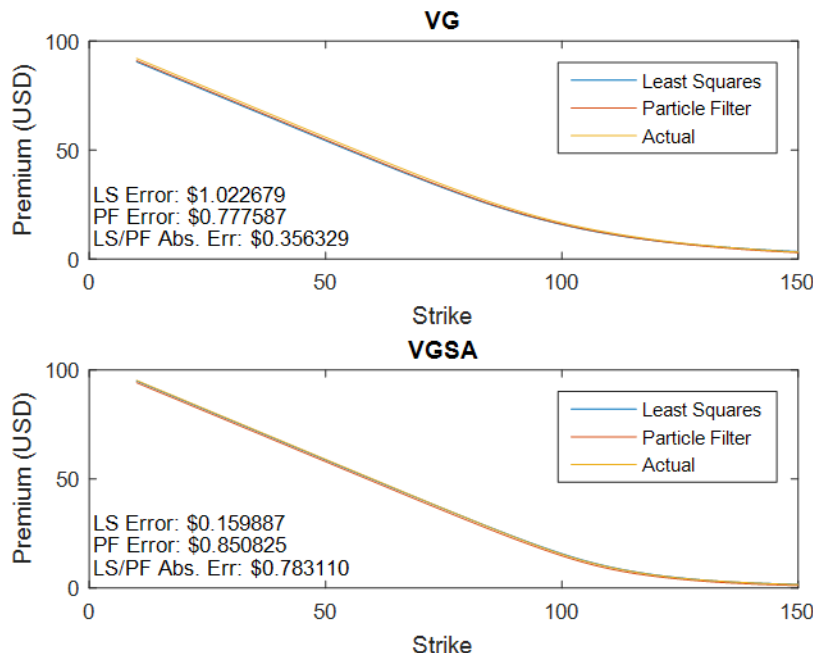 VG
100
50
0
Premium (USD)
Least Squares
Particle Filter
Actual
LS Error: $1.022679
PF Error: $0.777587
LS/PF Abs. Err: $0.356329
0
50
100
150
Strike
VGSA
100
50
0
Premium (USD)
Least Squares
Particle Filter
Actual
LS Error: $0.159887
PF Error: $0.850825
LS/PF Abs. Err: $0.783110
0
50
100
150
Strike